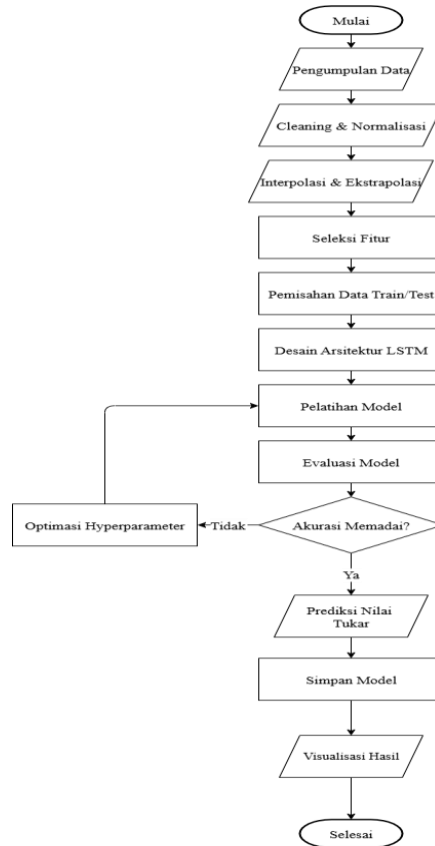 Mulai
Pengumpulan Data
Cleaning & Normalisasi
Interpolasi & Ekstrapolasi
Seleksi Fitur
Pemisahan Data Train/Test
Desain Arsitektur LSTM
Pelatihan Model
Evaluasi Model
Akurasi Memadai?
Tidak
Optimasi Hyperparameter
Ya
Prediksi Nilai
Tukar
Simpan Model
Visualisasi Hasil
Selesai